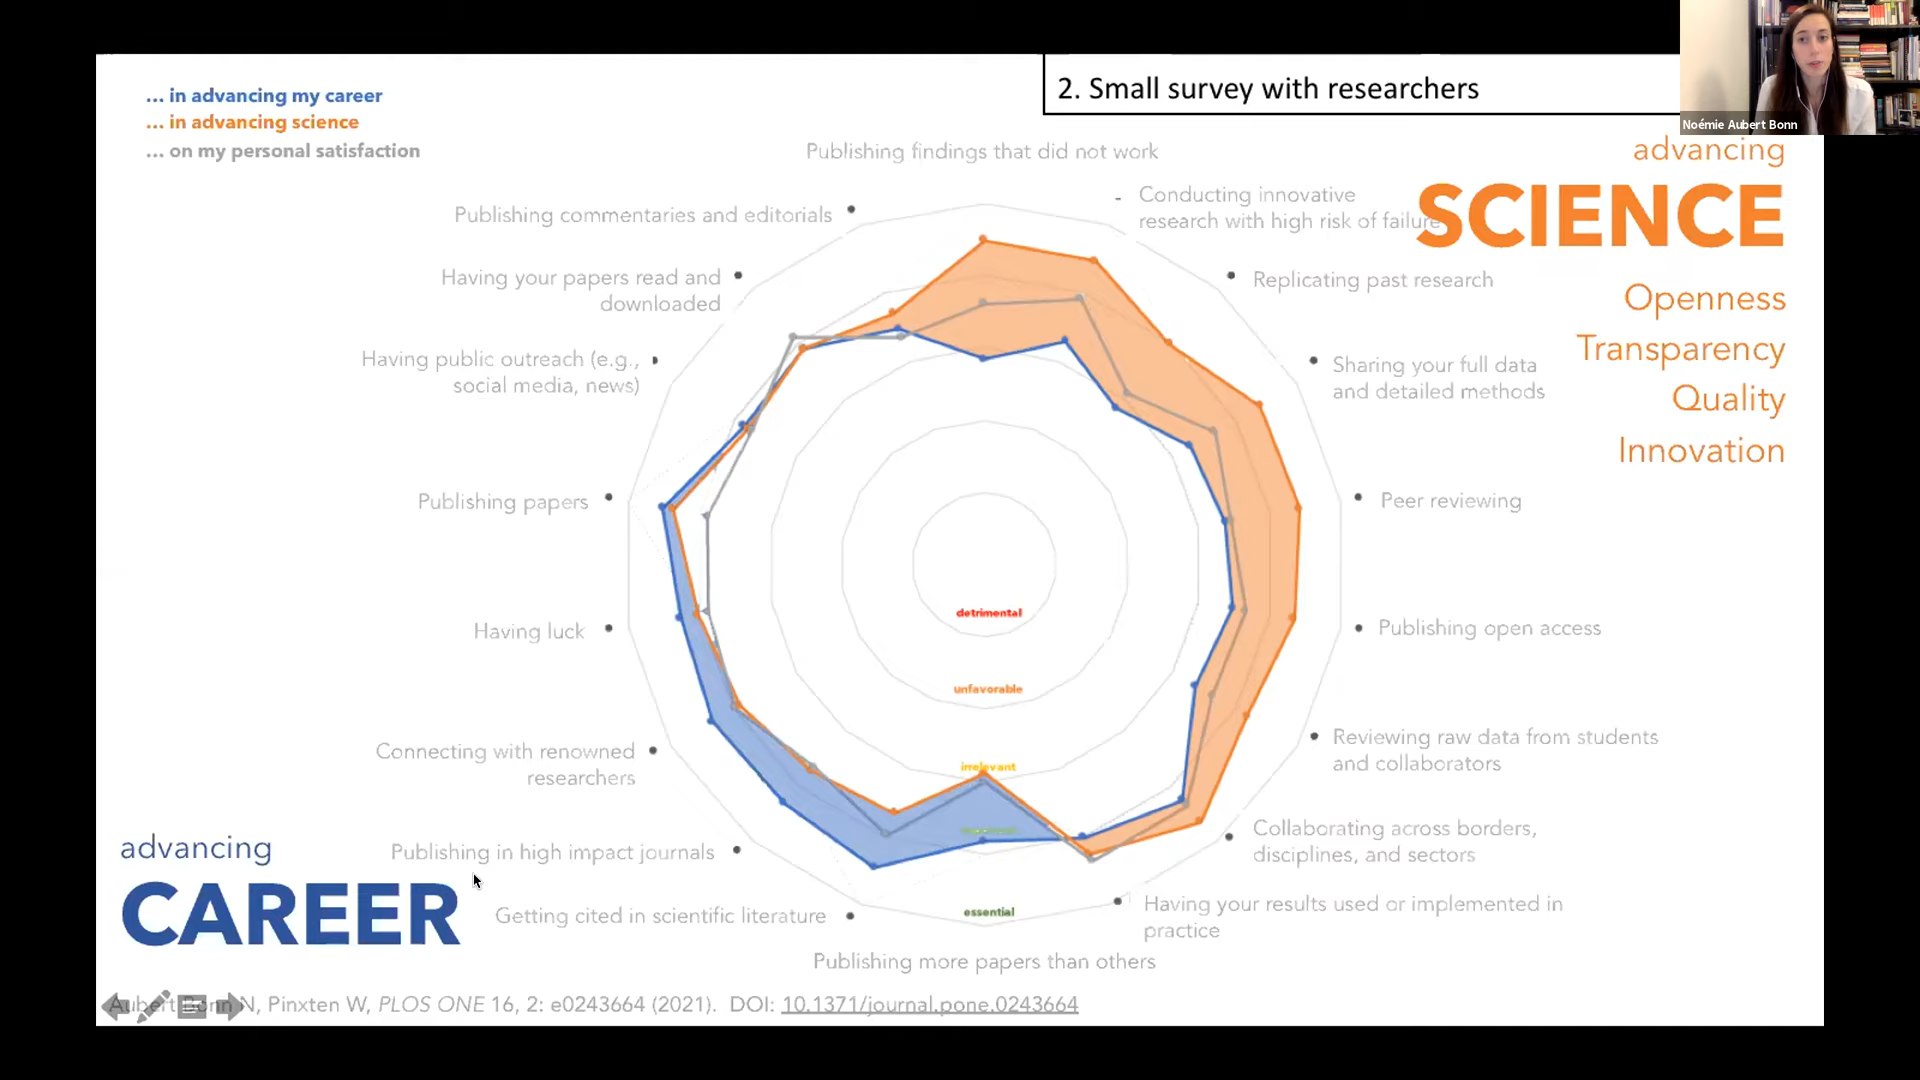 2. Small survey with researchers
Noémie Aubert Bonn
... in advancing my career
... in advancing science
... on my personal satisfaction
advancing
SCIENCE
Openness
Transparency
Quality
Innovation
Publishing findings that did not work
Conducting innovative
research with high risk of failure
Replicating past research
Sharing your full data
and detailed methods
Peer reviewing
Publishing open access
Reviewing raw data from students
and collaborators
Collaborating across borders,
disciplines, and sectors
Having your results used or implemented in
practice
Publishing more papers than others
Getting cited in scientific literature
Publishing in high impact journals
Connecting with renowned
researchers
Having luck
Publishing papers
Having public outreach (e.g.,
social media, news)
Having your papers read and
downloaded
Publishing commentaries and editorials
detrimental
unfavorable
irrelevant
essential
advancing
CAREER
Aubert Bonn N, Pinxten W, PLOS ONE 16, 2: e0243664 (2021). DOI: 10.1371/journal.pone.0243664